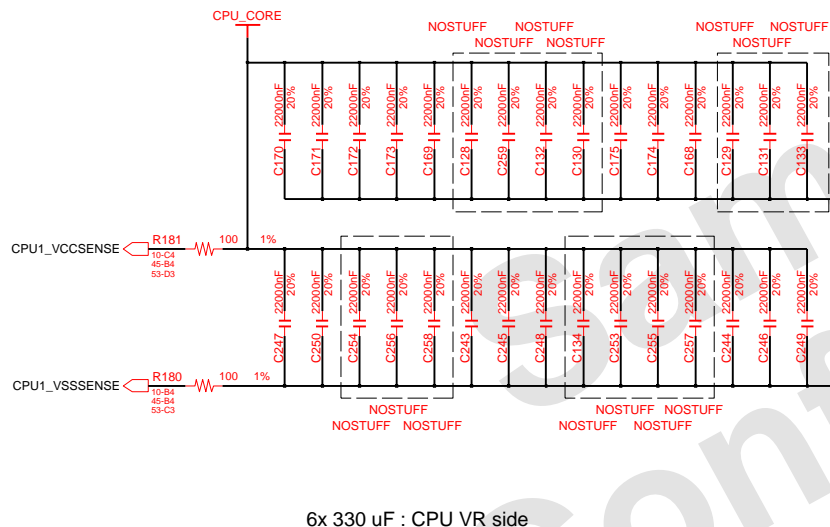 CPU_CORE
NOSTUFF NOSTUFF NOSTUFF NOSTUFF
NOSTUFF NOSTUFF NOSTUFF
22000nF 20% C170
22000nF 20% C171
22000nF 20% C172
22000nF 20% C173
22000nF 20% C169
22000nF 20% C128
22000nF 20% C259
22000nF 20% C132
22000nF 20% C130
22000nF 20% C175
22000nF 20% C174
22000nF 20% C168
22000nF 20% C129
22000nF 20% C131
22000nF 20% C133
CPU1_VCCSENSE R181 100 1%
10-C4
45-B4
53-D3
22000nF 20% C247
22000nF 20% C250
22000nF 20% C254
22000nF 20% C256
22000nF 20% C258
22000nF 20% C243
22000nF 20% C245
22000nF 20% C248
22000nF 20% C134
22000nF 20% C253
22000nF 20% C255
22000nF 20% C257
22000nF 20% C244
22000nF 20% C246
22000nF 20% C249
CPU1_VSSSENSE R180 100 1%
10-B4
45-B4
53-C3
NOSTUFF NOSTUFF NOSTUFF
NOSTUFF NOSTUFF NOSTUFF NOSTUFF
6x 330 uF : CPU VR side
Sam
Conf